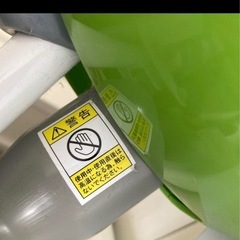 警告
使用中・使用直後は
高温になる為、触ら
ないでください。